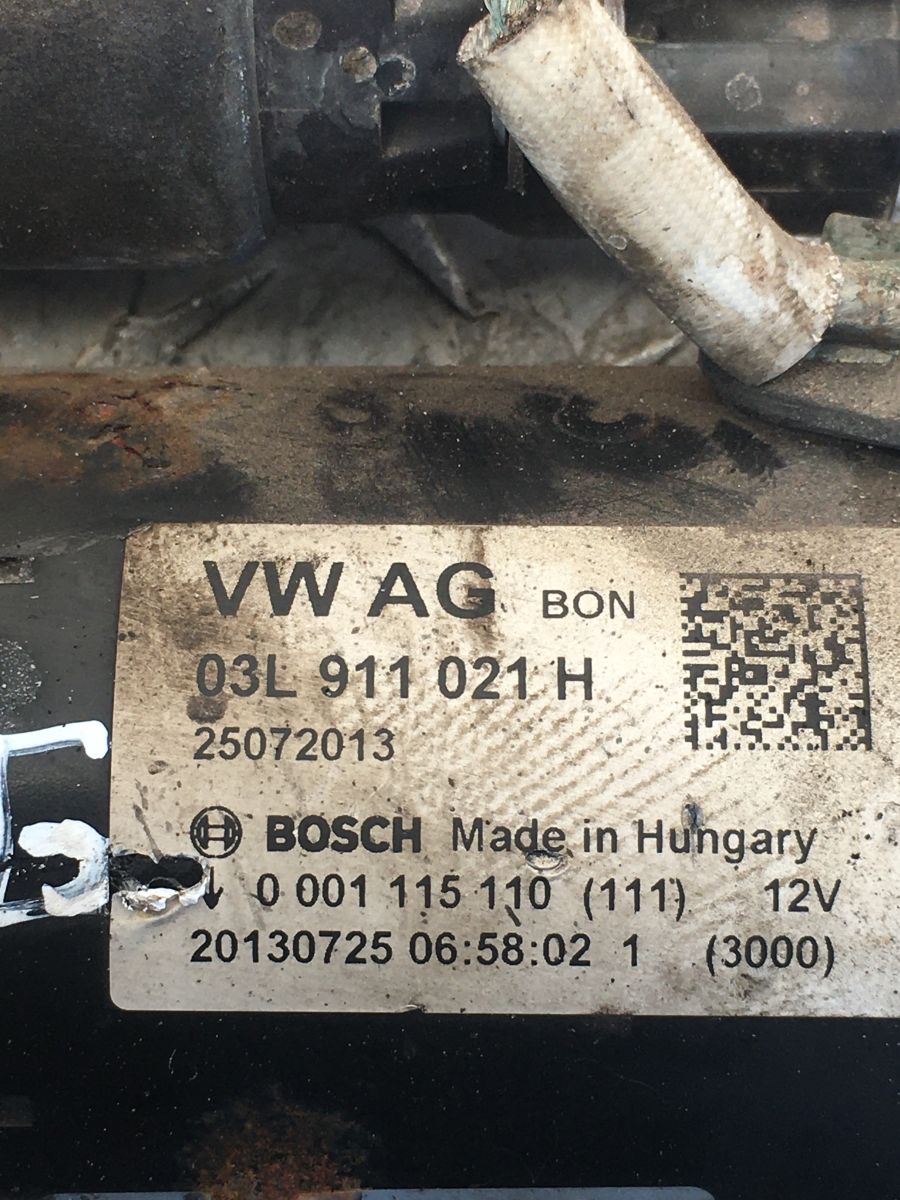 VW AG BON
03L 911 021 H
25072013
BOSCH Made in Hungary
↓ 0 001 115 110 (111) 12V
20130725 06:58:02 1 (3000)